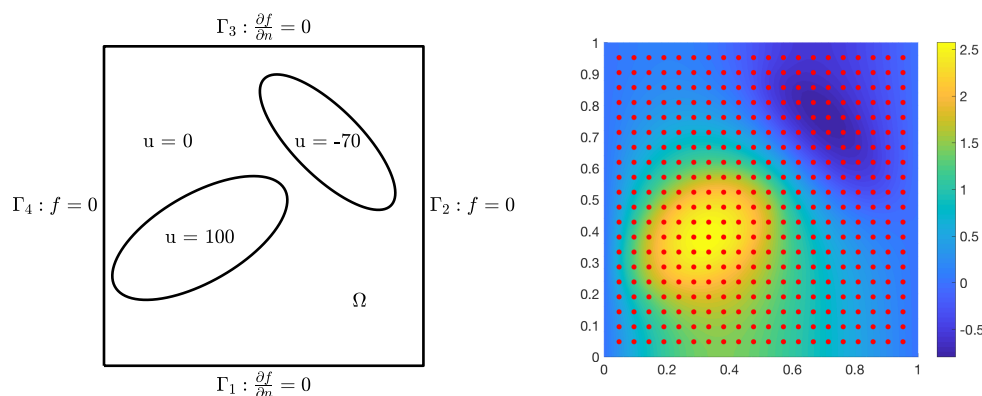 Γ₃ : ∂f/∂n = 0
u = 0
u = -70
Γ₄ : f = 0
Γ₂ : f = 0
u = 100
Ω
Γ₁ : ∂f/∂n = 0
1
0.9
0.8
0.7
0.6
0.5
0.4
0.3
0.2
0.1
0
0 0.2 0.4 0.6 0.8 1
2.5
2
1.5
1
0.5
0
-0.5